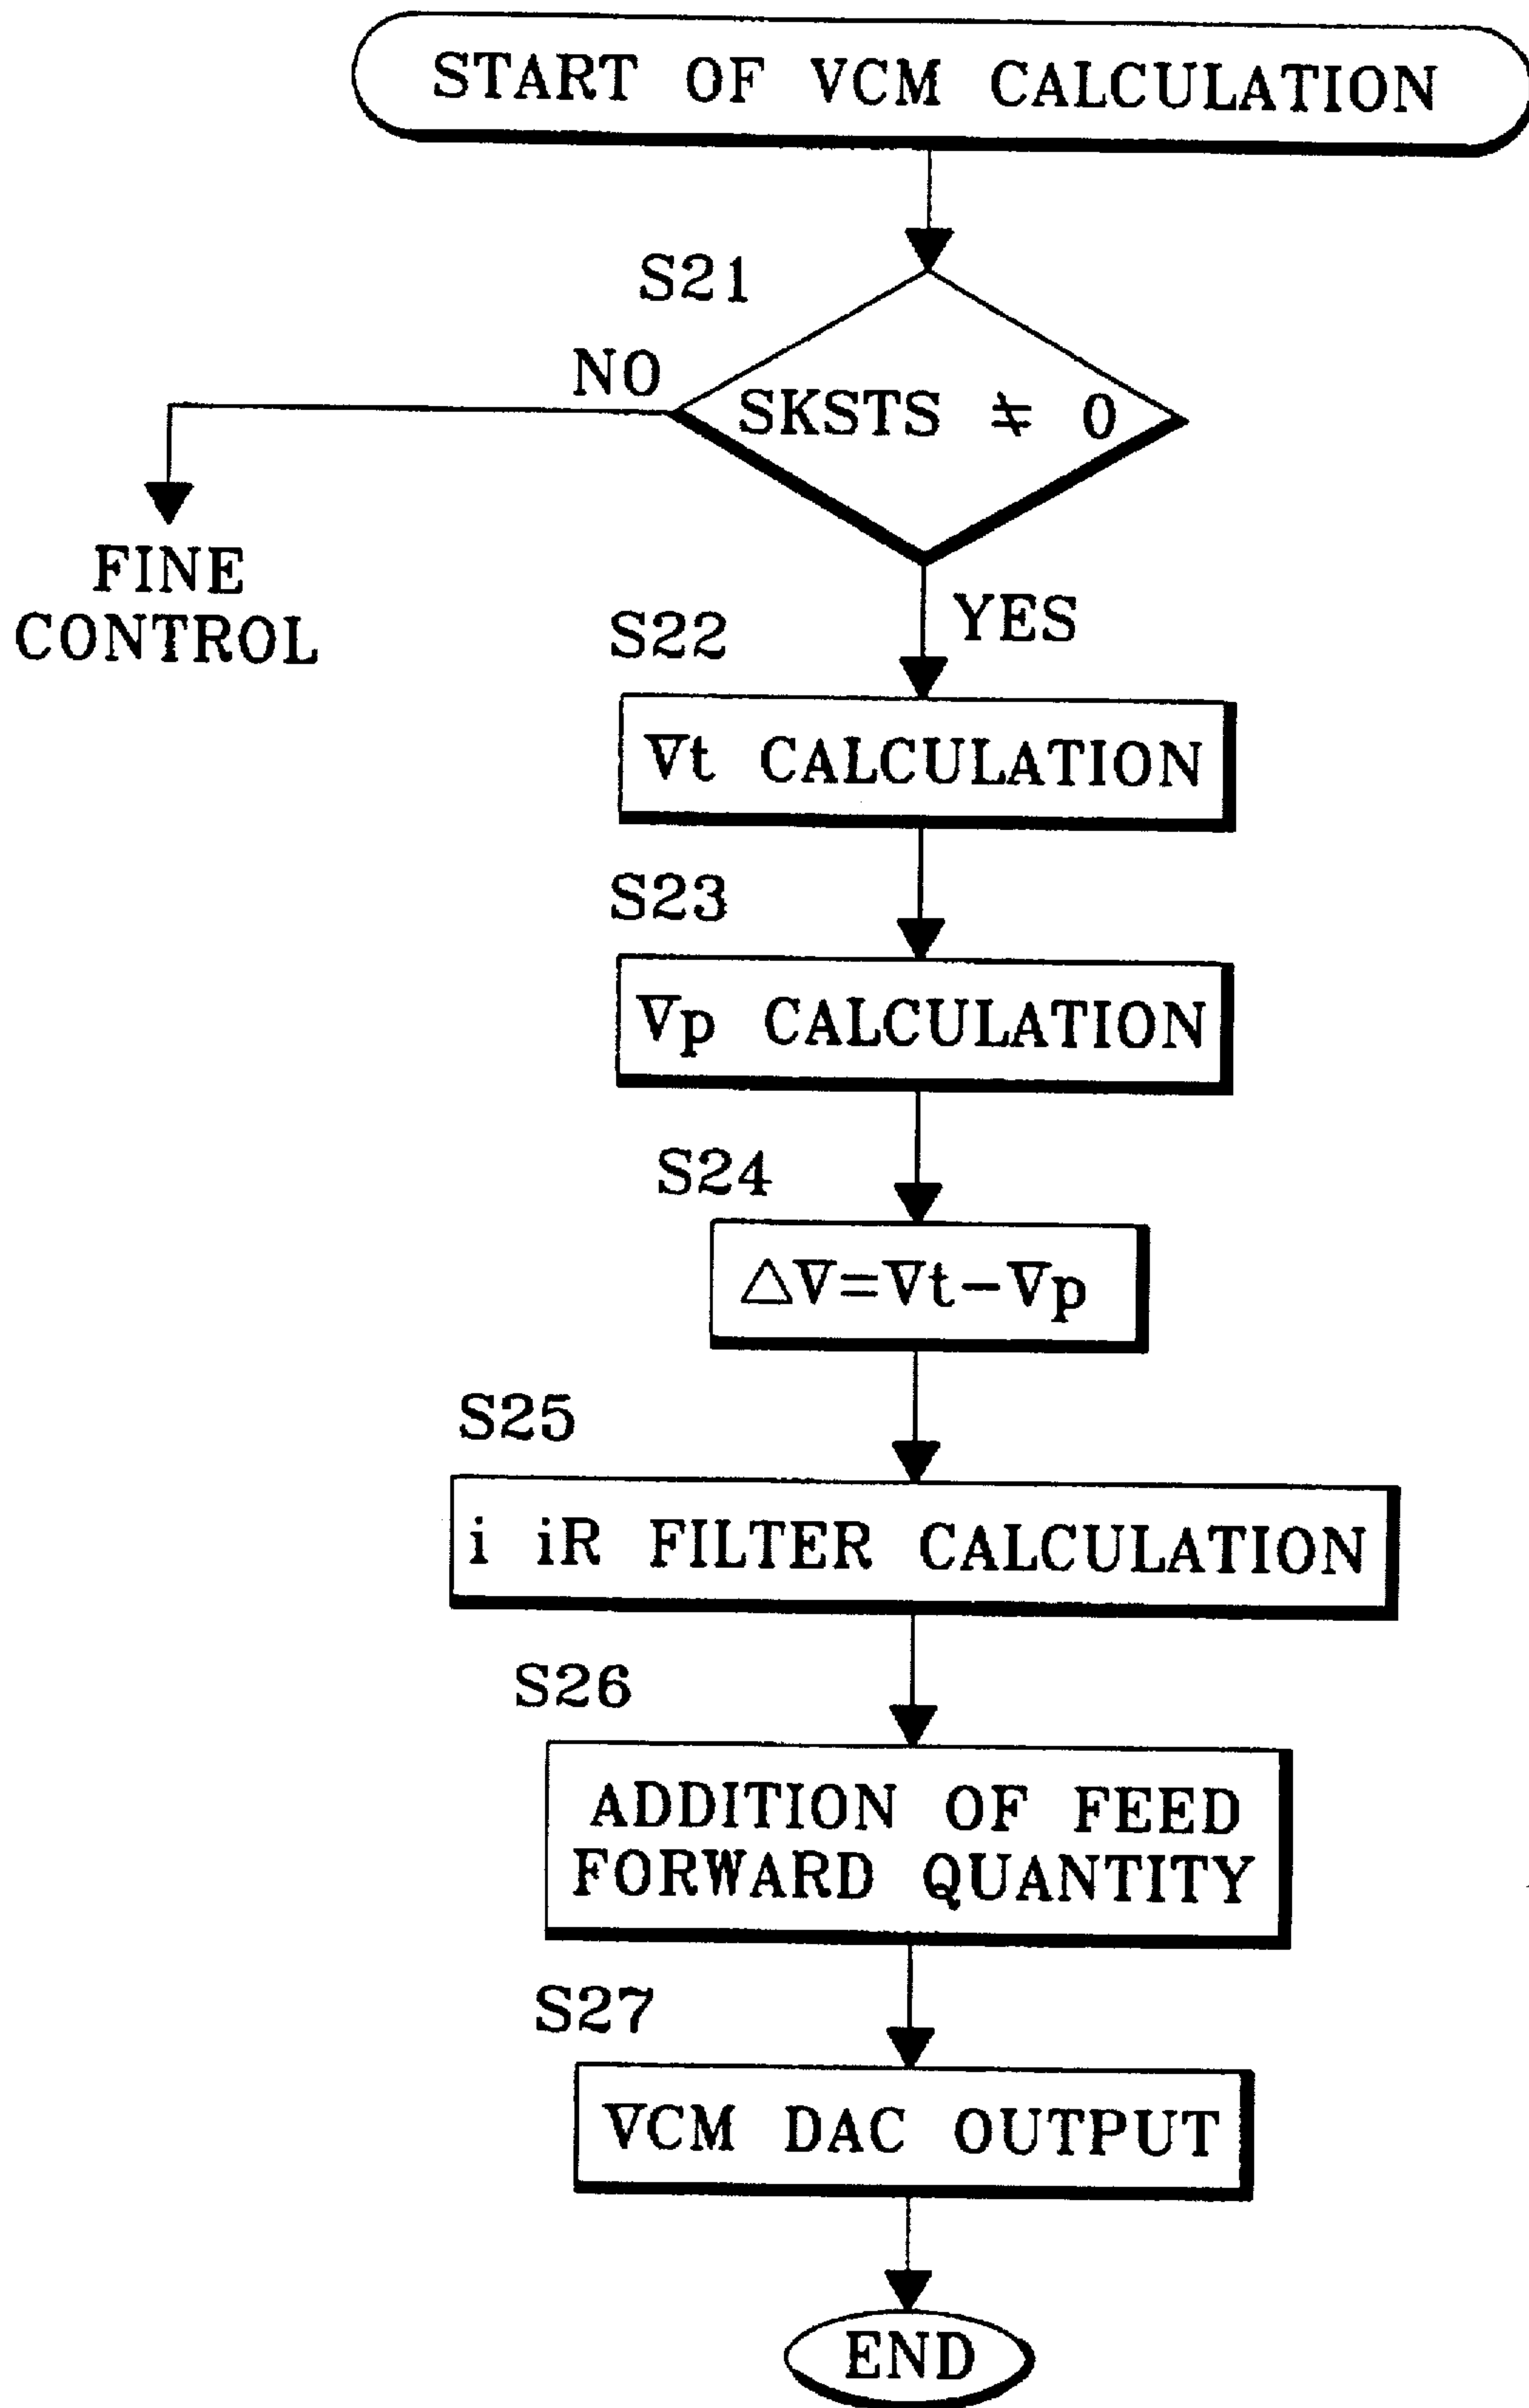 START OF VCM CALCULATION
S21
NO
SKSTS ≠ 0
FINE
CONTROL
YES
S22
Vt CALCULATION
S23
Vp CALCULATION
S24
△V=Vt-Vp
S25
i iR FILTER CALCULATION
S26
ADDITION OF FEED
FORWARD QUANTITY
S27
VCM DAC OUTPUT
END